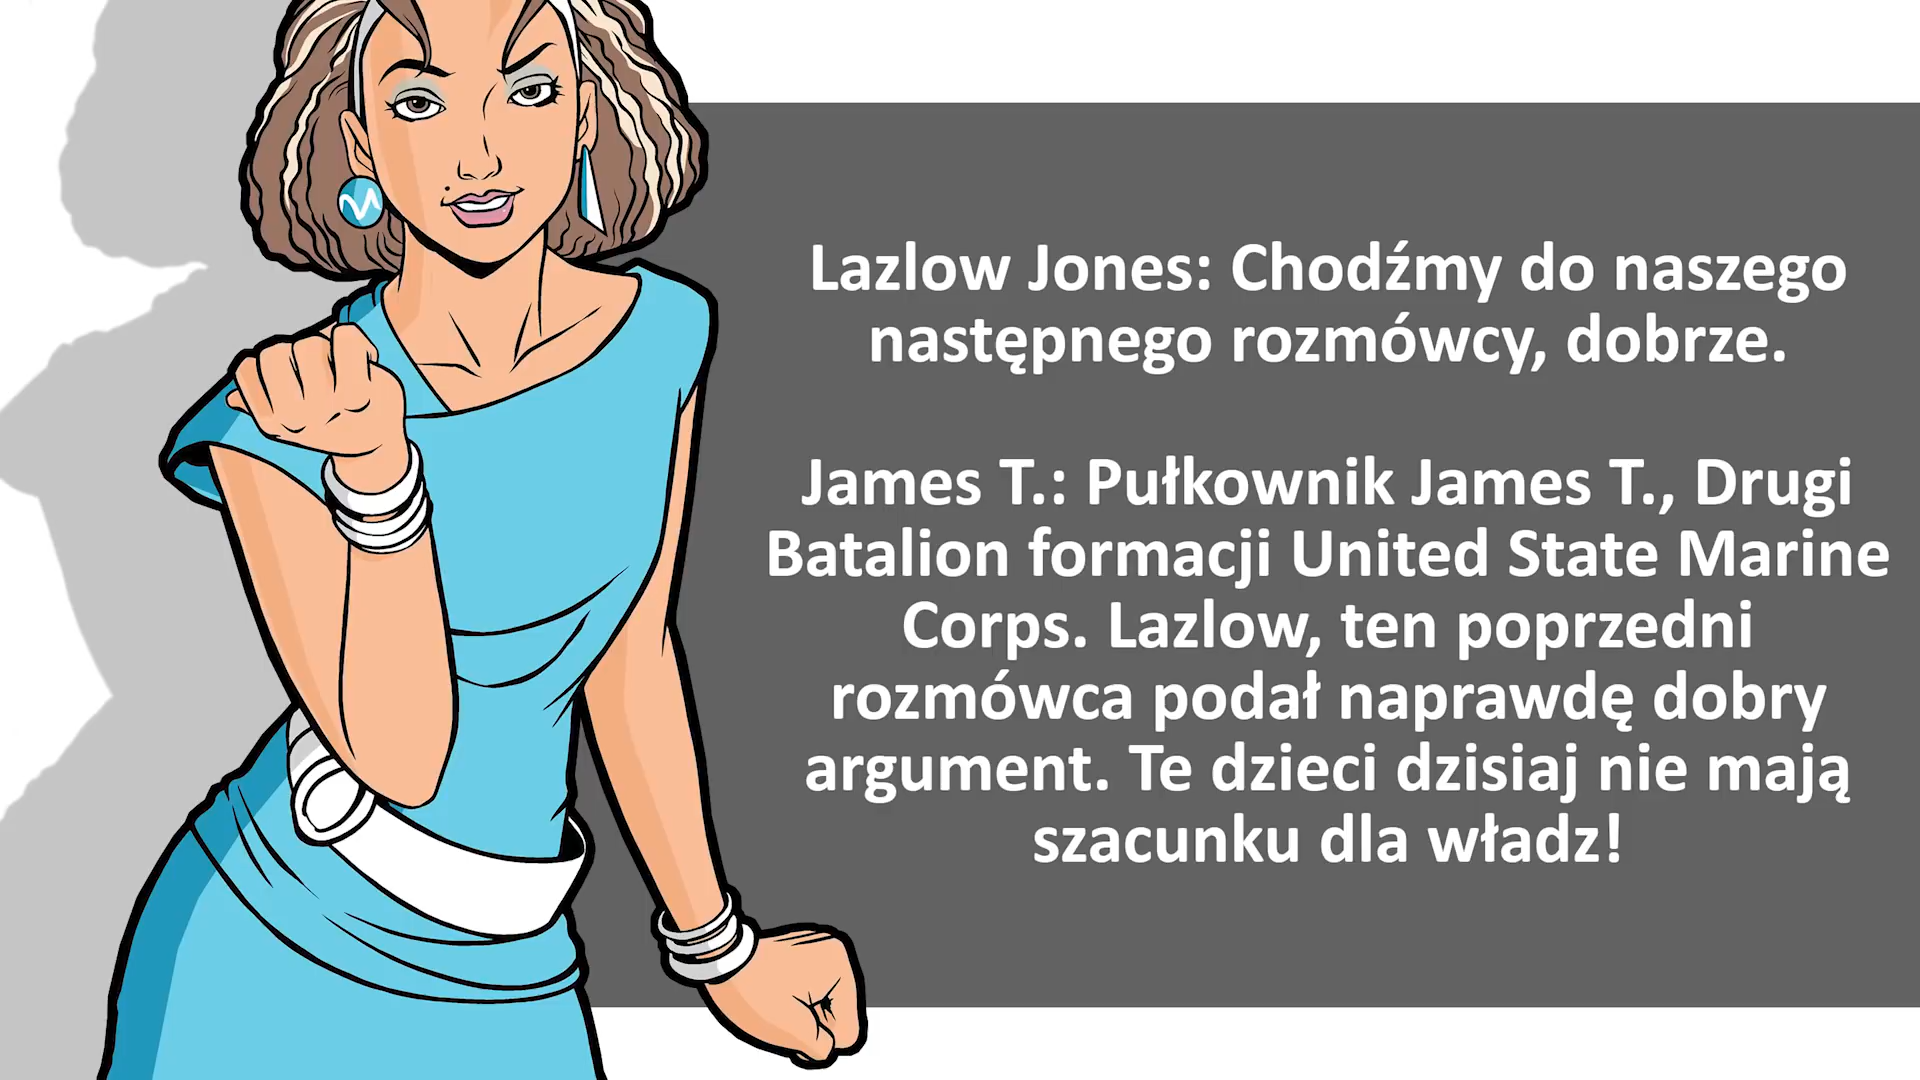 Lazlow Jones: Chodźmy do naszego
następnego rozmówcy, dobrze.
James T.: Pułkownik James T., Drugi
Batalion formacji United State Marine
Corps. Lazlow, ten poprzedni
rozmówca podał naprawdę dobry
argument. Te dzieci dzisiaj nie mają
szacunku dla władz!